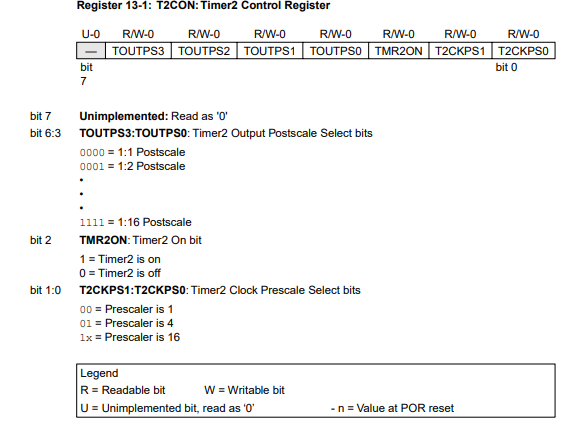 Register 13-1: T2CON: Timer2 Control Register
U-0 R/W-0 R/W-0 R/W-0 R/W-0 R/W-0 R/W-0 R/W-0
— TOUTPS3 TOUTPS2 TOUTPS1 TOUTPS0 TMR2ON T2CKPS1 T2CKPS0
bit 7 bit 0
bit 7 Unimplemented: Read as '0'
bit 6:3 TOUTPS3:TOUTPS0: Timer2 Output Postscale Select bits
0000 = 1:1 Postscale
0001 = 1:2 Postscale
•
•
•
1111 = 1:16 Postscale
bit 2 TMR2ON: Timer2 On bit
1 = Timer2 is on
0 = Timer2 is off
bit 1:0 T2CKPS1:T2CKPS0: Timer2 Clock Prescale Select bits
00 = Prescaler is 1
01 = Prescaler is 4
1x = Prescaler is 16
Legend
R = Readable bit W = Writable bit
U = Unimplemented bit, read as ‘0’ - n = Value at POR reset